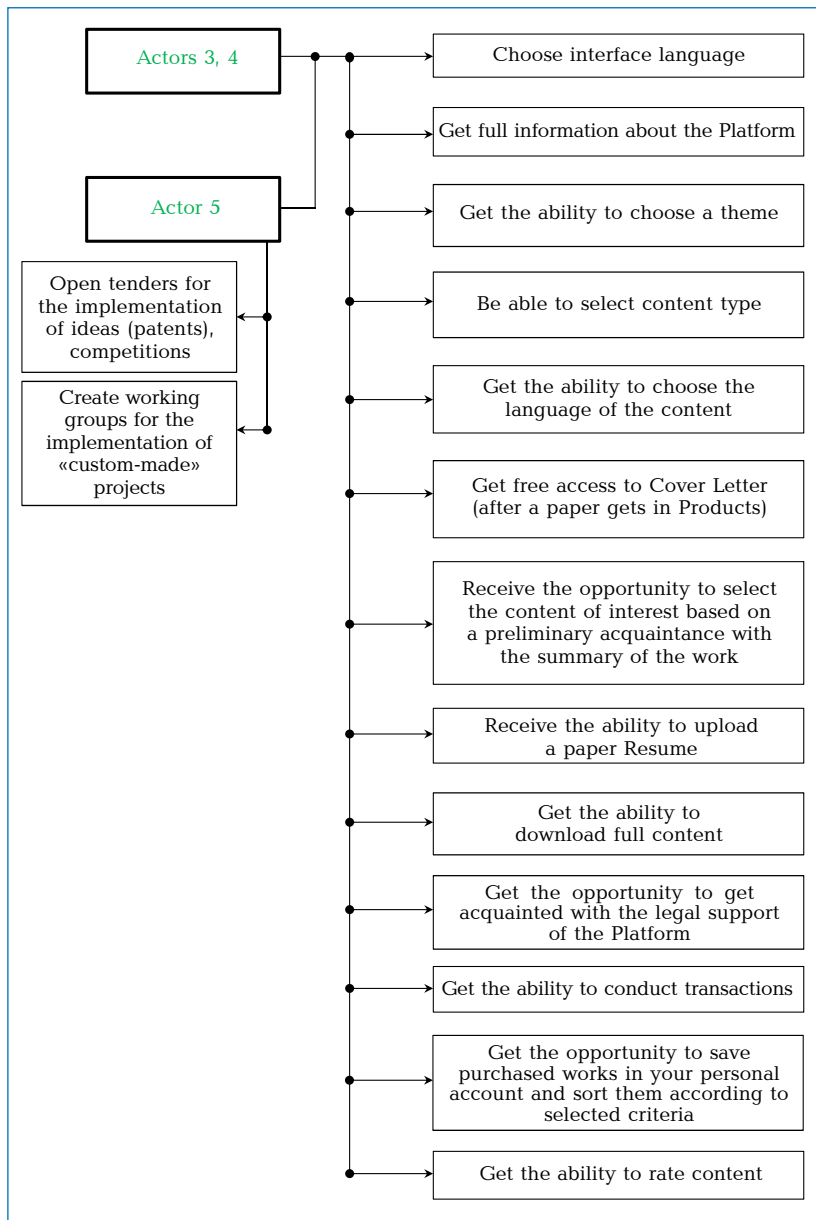 Actors 3, 4
Actor 5
Open tenders for
the implementation
of ideas (patents),
competitions
Create working
groups for the
implementation of
«custom-made»
projects
Choose interface language
Get full information about the Platform
Get the ability to choose a theme
Be able to select content type
Get the ability to choose the
language of the content
Get free access to Cover Letter
(after a paper gets in Products)
Receive the opportunity to select
the content of interest based on
a preliminary acquaintance with
the summary of the work
Receive the ability to upload
a paper Resume
Get the ability to
download full content
Get the opportunity to get
acquainted with the legal support
of the Platform
Get the ability to conduct transactions
Get the opportunity to save
purchased works in your personal
account and sort them according to
selected criteria
Get the ability to rate content